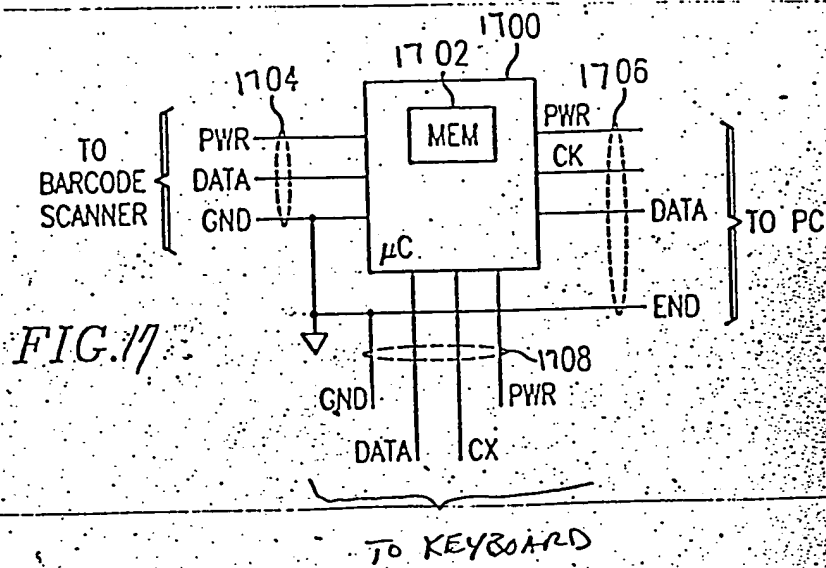 1700
1702
1704
1706
PWR
CK
DATA
END
TO PC
MEM
μC
TO
BARCODE
SCANNER
PWR
DATA
GND
FIG.17
1708
GND
PWR
DATA
CX
TO KEYBOARD